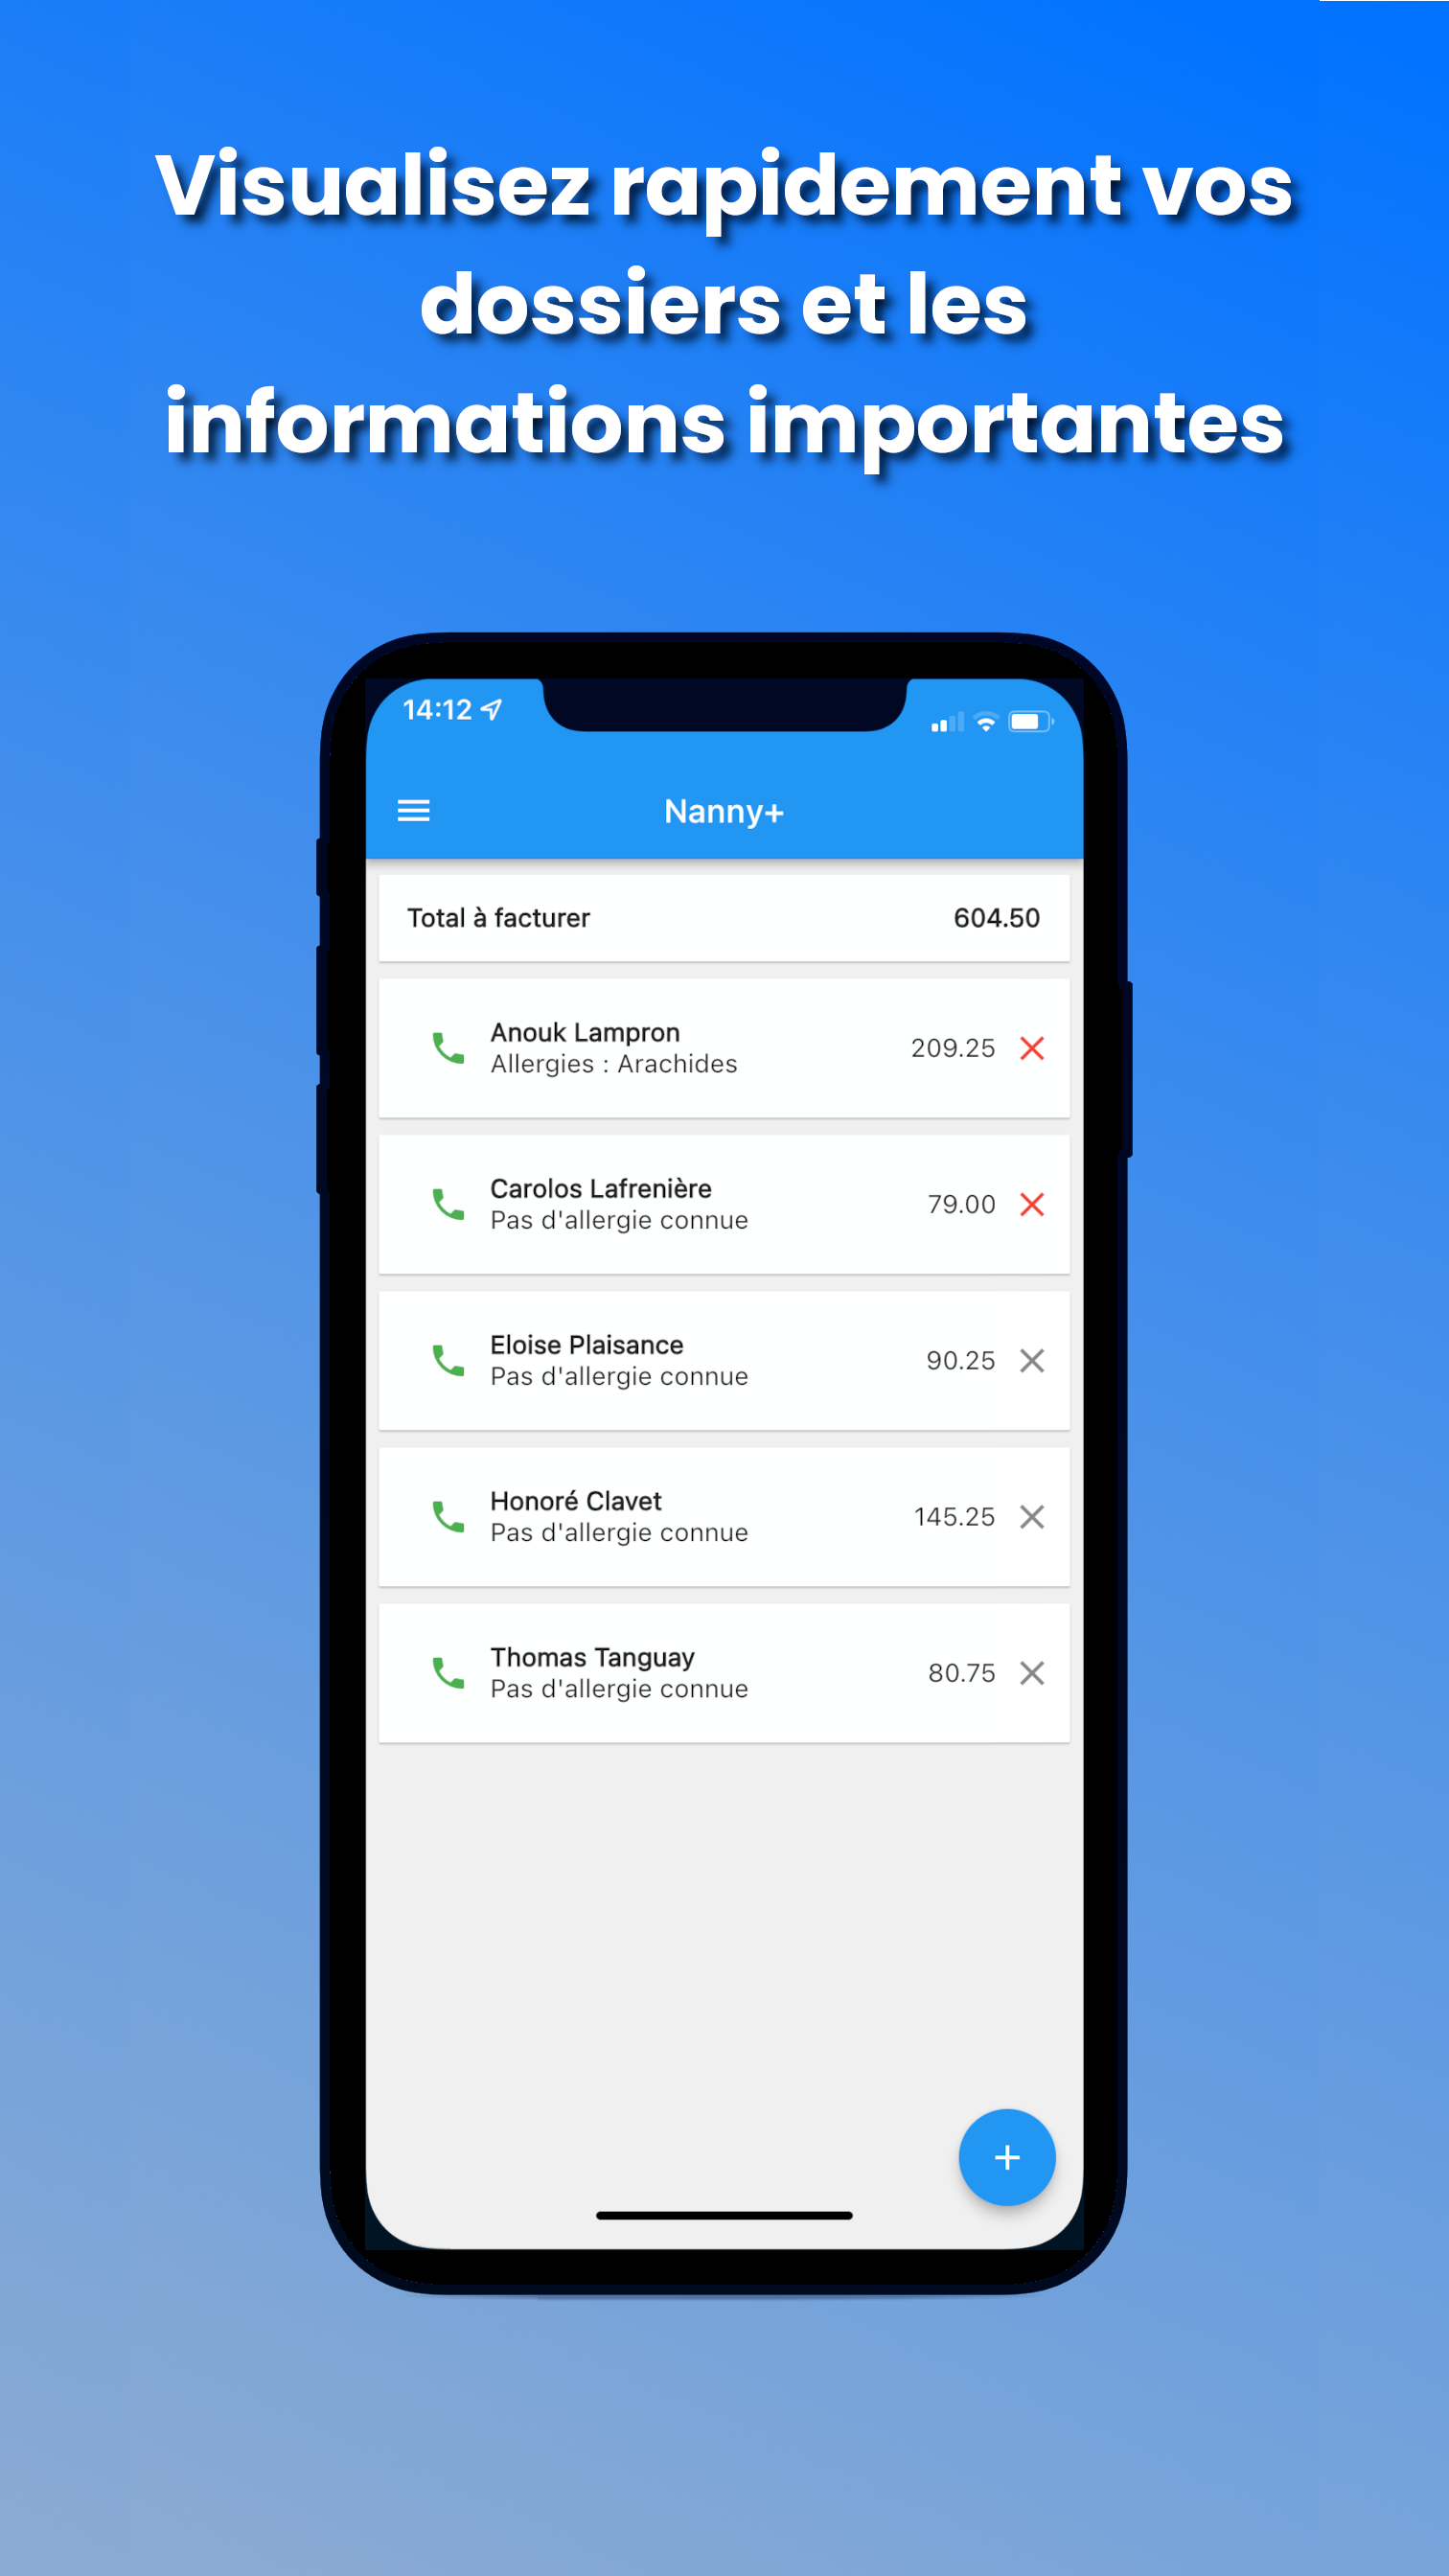 Visualisez rapidement vos
dossiers et les
informations importantes
14:12
Nanny+
Total à facturer 604.50
Anouk Lampron
Allergies : Arachides 209.25
Carolos Lafrenière
Pas d'allergie connue 79.00
Eloise Plaisance
Pas d'allergie connue 90.25
Honoré Clavet
Pas d'allergie connue 145.25
Thomas Tanguay
Pas d'allergie connue 80.75